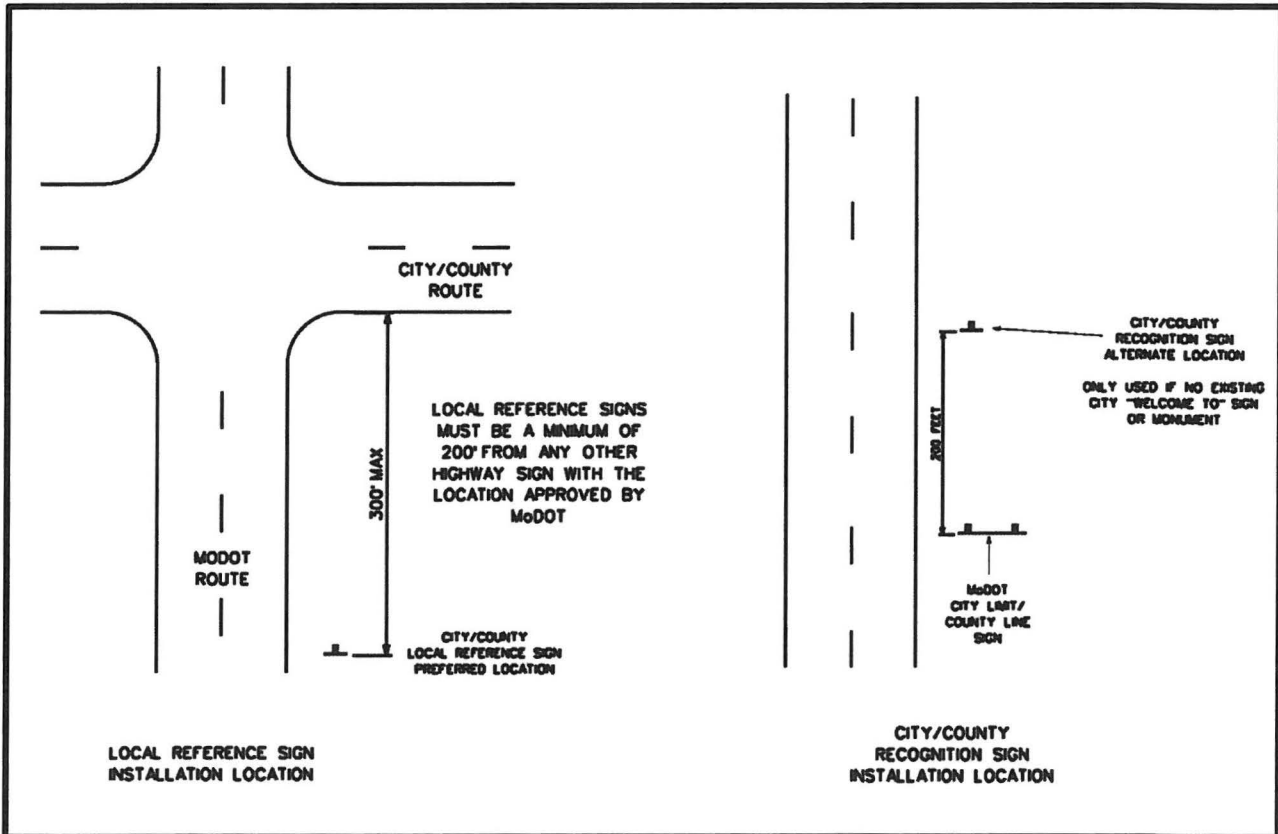 CITY/COUNTY
ROUTE
LOCAL REFERENCE SIGNS
MUST BE A MINIMUM OF
200' FROM ANY OTHER
HIGHWAY SIGN WITH THE
LOCATION APPROVED BY
MoDOT
300' MAX
MODOT
ROUTE
CITY/COUNTY
LOCAL REFERENCE SIGN
PREFERRED LOCATION
LOCAL REFERENCE SIGN
INSTALLATION LOCATION
CITY/COUNTY
RECOGNITION SIGN
ALTERNATE LOCATION
ONLY USED IF NO EXISTING
CITY "WELCOME TO" SIGN
OR MONUMENT
200 FEET
MoDOT
CITY LIMIT/
COUNTY LINE
SIGN
CITY/COUNTY
RECOGNITION SIGN
INSTALLATION LOCATION